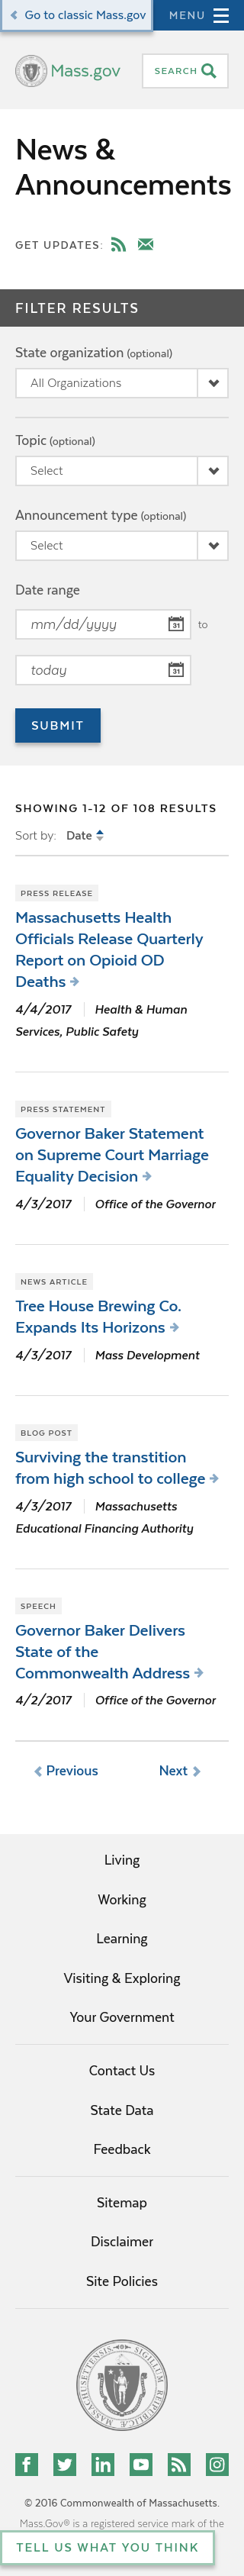 Go to classic Mass.gov
MENU
Mass.gov
SEARCH
News &
Announcements
GET UPDATES:
FILTER RESULTS
State organization (optional)
All Organizations
Topic (optional)
Select
Announcement type (optional)
Select
Date range
mm/dd/yyyy
31
to
today
31
SUBMIT
SHOWING 1-12 OF 108 RESULTS
Sort by: Date
PRESS RELEASE
Massachusetts Health
Officials Release Quarterly
Report on Opioid OD
Deaths
4/4/2017 Health & Human
Services, Public Safety
PRESS STATEMENT
Governor Baker Statement
on Supreme Court Marriage
Equality Decision
4/3/2017 Office of the Governor
NEWS ARTICLE
Tree House Brewing Co.
Expands Its Horizons
4/3/2017 Mass Development
BLOG POST
Surviving the transtition
from high school to college
4/3/2017 Massachusetts
Educational Financing Authority
SPEECH
Governor Baker Delivers
State of the
Commonwealth Address
4/2/2017 Office of the Governor
Previous
Next
Living
Working
Learning
Visiting & Exploring
Your Government
Contact Us
State Data
Feedback
Sitemap
Disclaimer
Site Policies
© 2016 Commonwealth of Massachusetts.
Mass.Gov® is a registered service mark of the
TELL US WHAT YOU THINK